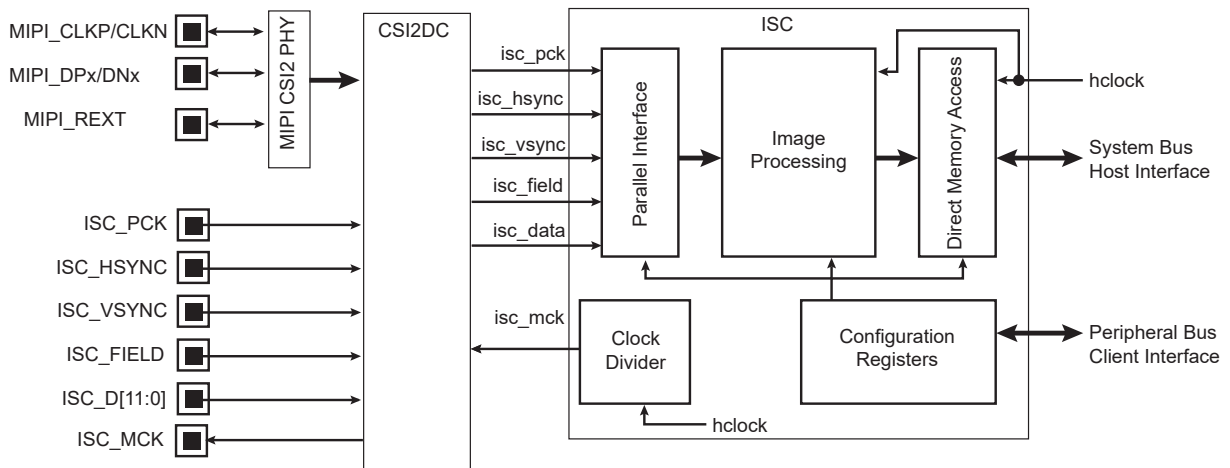 MIPI_CLKP/CLKN
MIPI_DPx/DNx
MIPI_REXT
MIPI CSI2 PHY
ISC_PCK
ISC_HSYNC
ISC_VSYNC
ISC_FIELD
ISC_D[11:0]
ISC_MCK
CSI2DC
isc_pck
isc_hsync
isc_vsync
isc_field
isc_data
isc_mck
ISC
Parallel Interface
Image
Processing
Direct Memory Access
Clock
Divider
Configuration
Registers
hclock
hclock
System Bus
Host Interface
Peripheral Bus
Client Interface